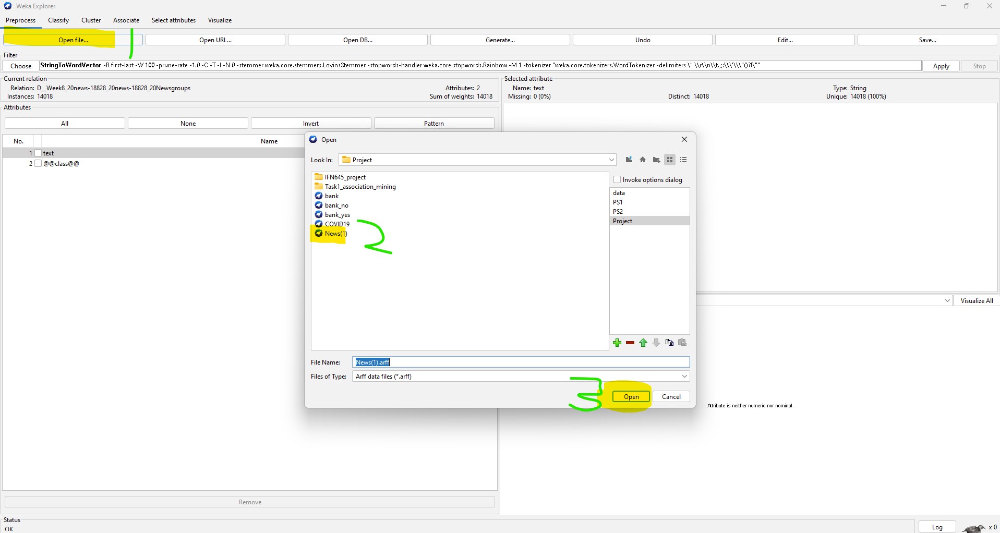 Weka Explorer
Preprocess Classify Cluster Associate Select attributes Visualize
Open file... Open URL... Open DB... Generate... Undo Edit... Save...
1
Filter
Choose StringToWordVector -R first-last -W 100 -prune-rate -1.0 -C -T -I -N 0 -stemmer weka.core.stemmers.LovinsStemmer -stopwords-handler weka.core.stopwords.Rainbow -M 1 -tokenizer "weka.core.tokenizers.WordTokenizer -delimiters \" \\r\\n\\t.,;:\\\'\\\"()?!\"" Apply Stop
Current relation
Relation: D__Week8_20news-18828_20news-18828_20Newsgroups Attributes: 2
Instances: 14018 Sum of weights: 14018
Selected attribute
Name: text Type: String
Missing: 0 (0%) Distinct: 14018 Unique: 14018 (100%)
Attributes
All None Invert Pattern
No. Name
1 text
2 @@class@@
Open
Look In: Project
IFN645_project
Task1_association_mining
bank
bank_no
bank_yes
COVID19
News(1)
2
Invoke options dialog
data
PS1
PS2
Project
File Name: News(1).arff
Files of Type: Arff data files (*.arff)
3
Open Cancel
Visualize All
Attribute is neither numeric nor nominal.
Remove
Status
OK
Log x 0